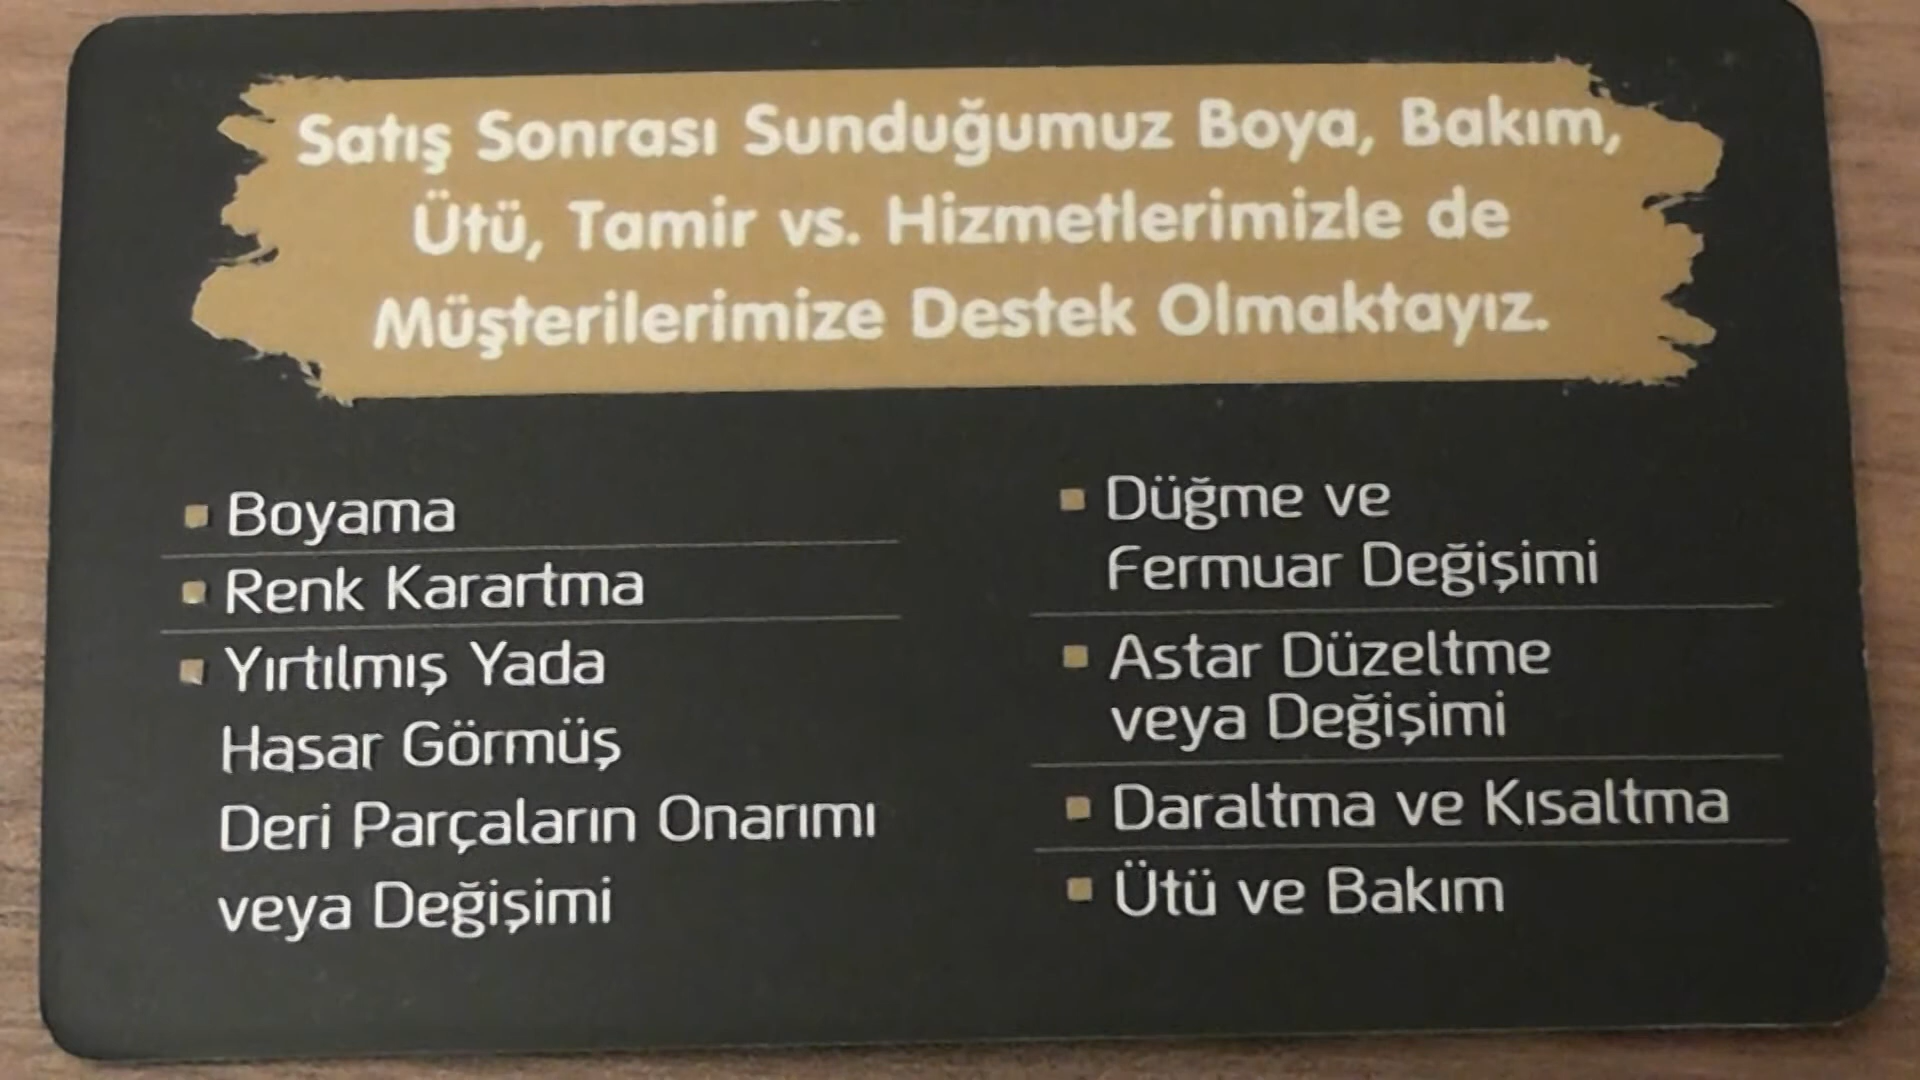 Satış Sonrası Sunduğumuz Boya, Bakım,
Ütü, Tamir vs. Hizmetlerimizle de
Müşterilerimize Destek Olmaktayız.
Boyama
Renk Karartma
Yırtılmış Yada
Hasar Görmüş
Deri Parçaların Onarımı
veya Değişimi
Düğme ve
Fermuar Değişimi
Astar Düzeltme
veya Değişimi
Daraltma ve Kısaltma
Ütü ve Bakım